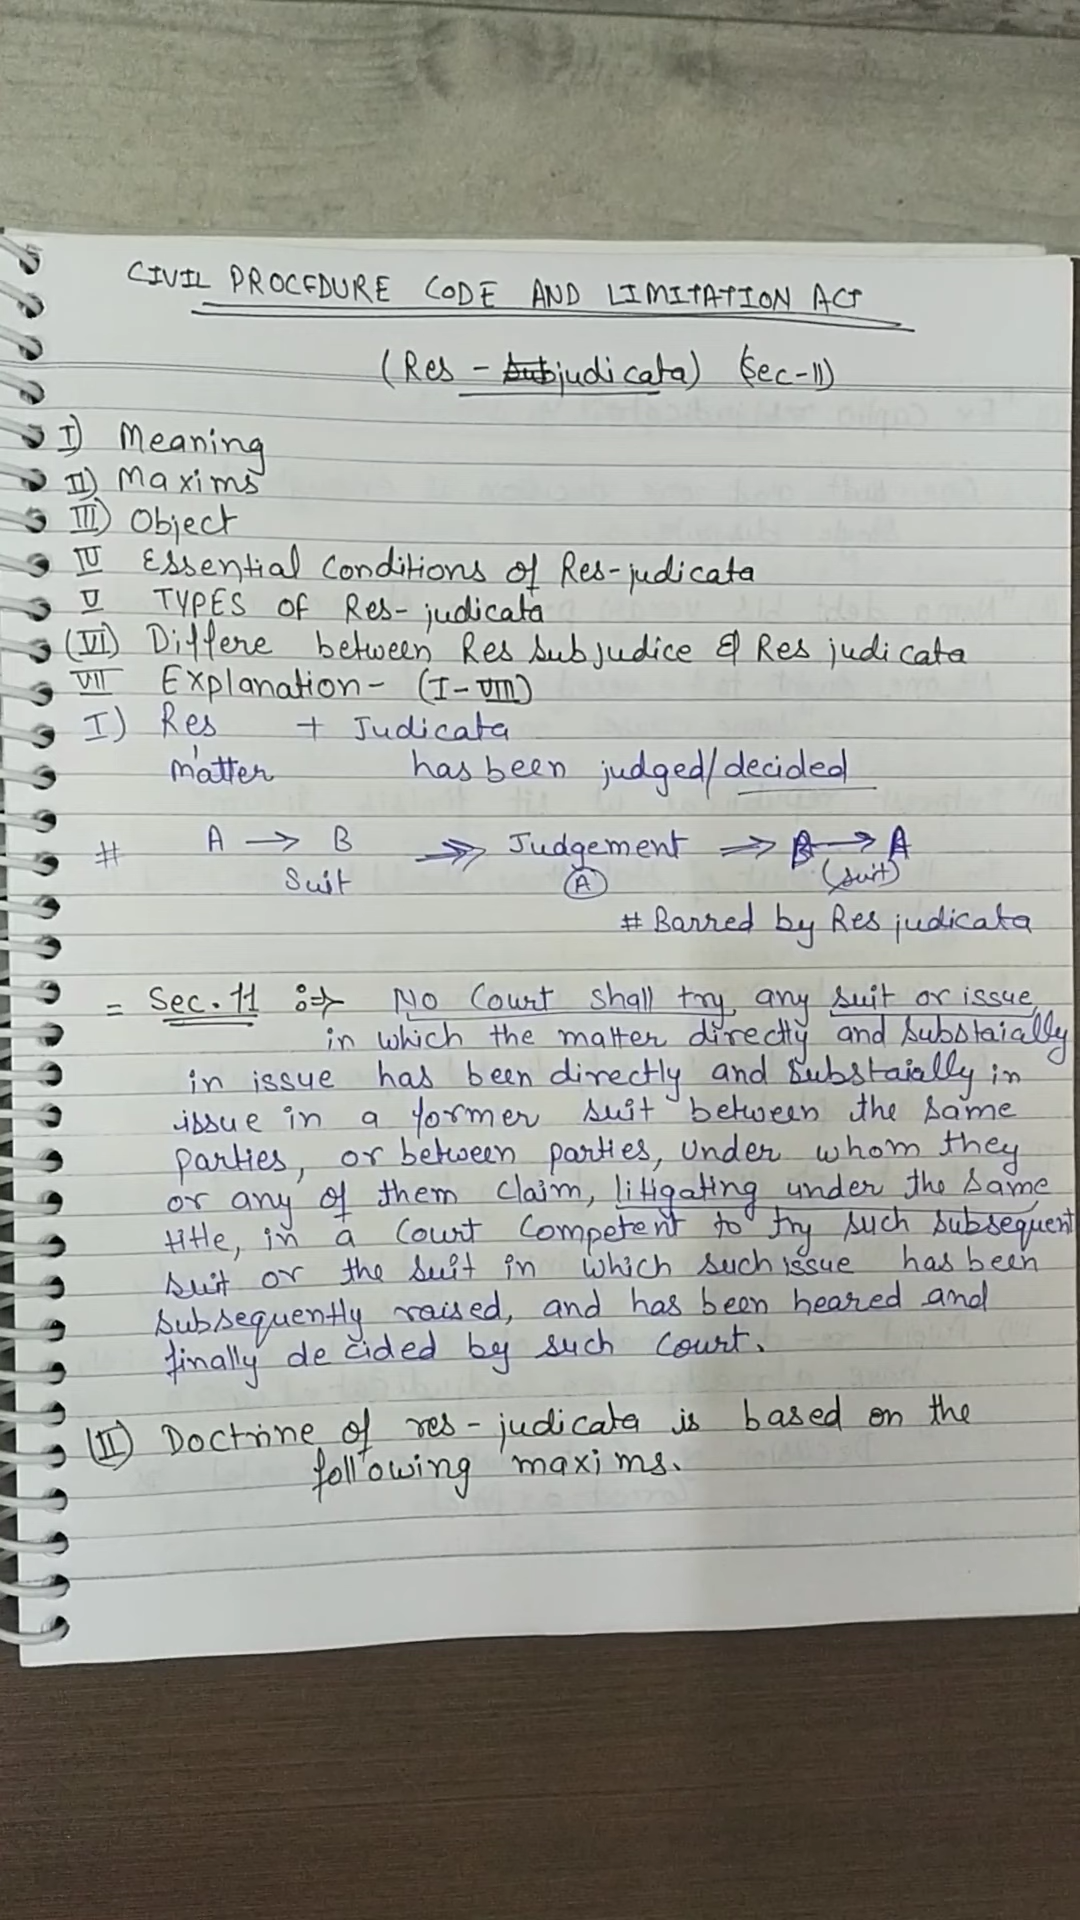 CIVIL PROCEDURE CODE AND LIMITATION ACT
(Res - judicata) (Sec-11)
I) Meaning
II) Maxims
III) Object
IV Essential Conditions of Res-judicata
V TYPES of Res-judicata
(VI) Differe between Res Subjudice & Res judicata
VII Explanation- (I-VIII)
I) Res + Judicata
matter has been judged/decided
# A → B ⇒ Judgement ⇒ B → A
Suit (A) (suit)
# Barred by Res judicata
= Sec. 11 :⇒ No Court shall try any suit or issue
in which the matter directly and substaially
in issue has been directly and substaially in
issue in a former suit between the same
parties, or between parties, under whom they
or any of them claim, litigating under the same
title, in a Court Competent to try such subsequent
suit or the suit in which such issue has been
subsequently raised, and has been heared and
finally decided by such Court.
(II) Doctrine of res-judicata is based on the
following maxims.